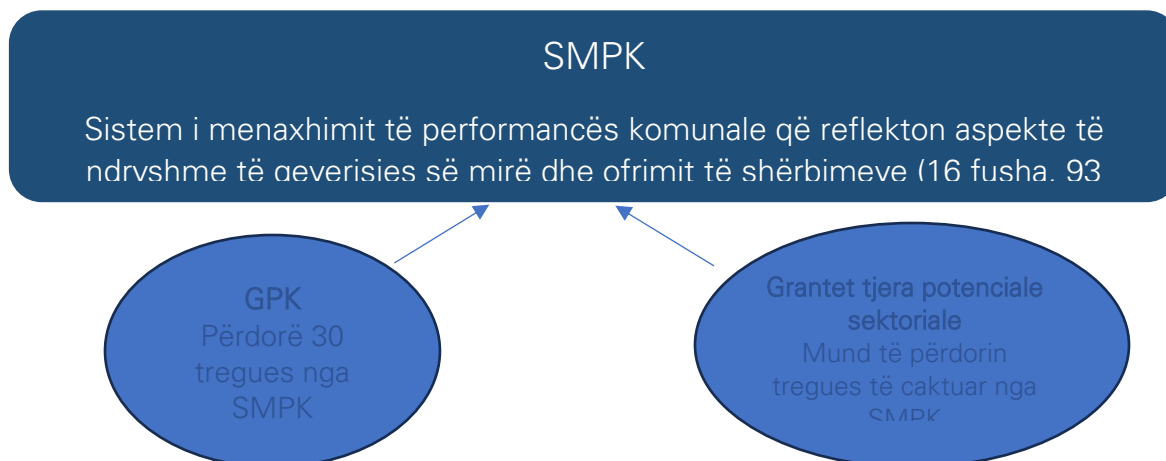 SMPK
Sistem i menaxhimit të performancës komunale që reflekton aspekte të
ndryshme të qeverisjes së mirë dhe ofrimit të shërbimeve (16 fusha, 93
GPK
Përdorë 30
tregues nga
SMPK
Grantet tjera potenciale
sektoriale
Mund të përdorin
tregues të caktuar nga
SMPK